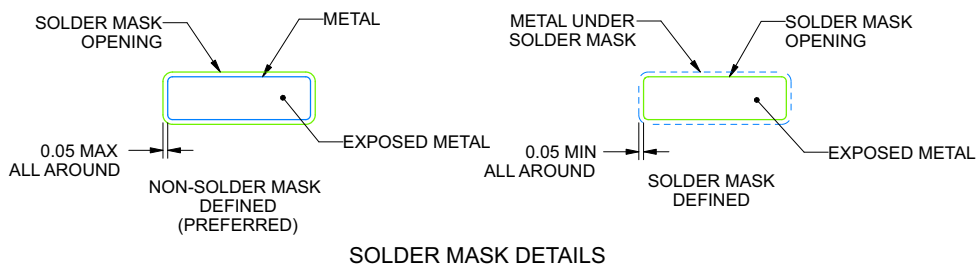 SOLDER MASK
OPENING
METAL
EXPOSED METAL
0.05 MAX
ALL AROUND
NON-SOLDER MASK
DEFINED
(PREFERRED)
METAL UNDER
SOLDER MASK
SOLDER MASK
OPENING
EXPOSED METAL
0.05 MIN
ALL AROUND
SOLDER MASK
DEFINED
SOLDER MASK DETAILS